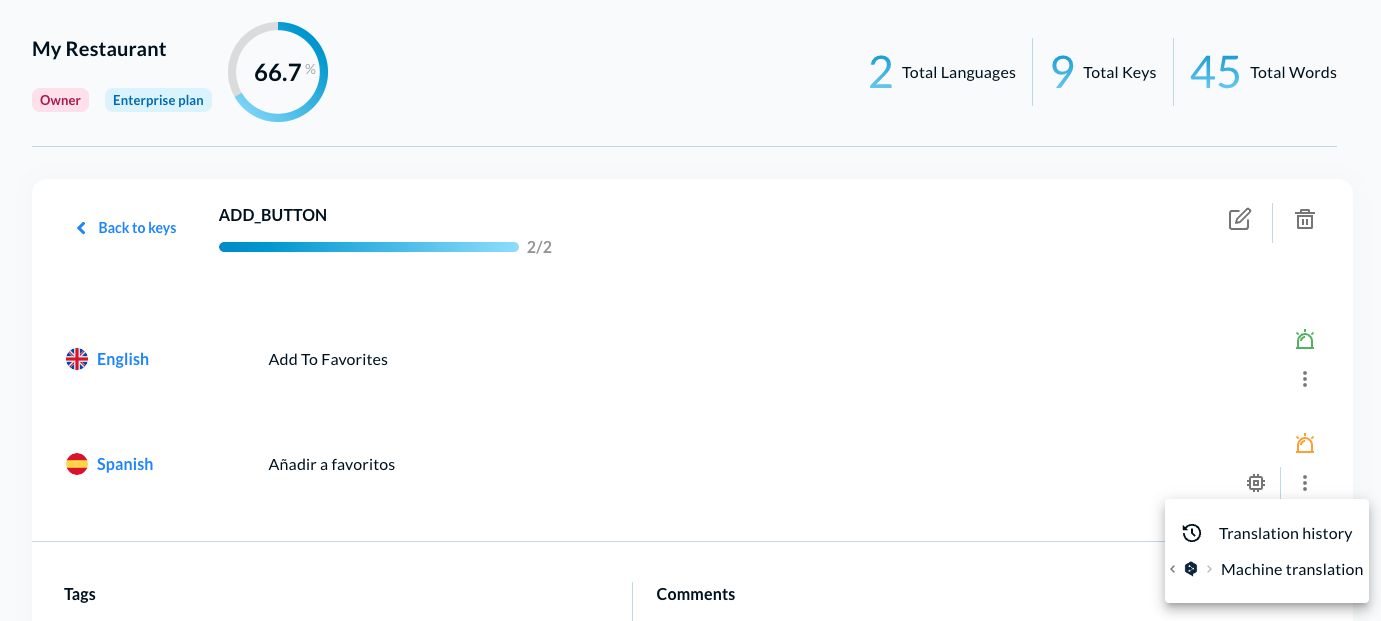 My Restaurant
Owner Enterprise plan
66.7 %
2 Total Languages
9 Total Keys
45 Total Words
Back to keys
ADD_BUTTON
2/2
English Add To Favorites
Spanish Añadir a favoritos
Translation history
Machine translation
Tags
Comments